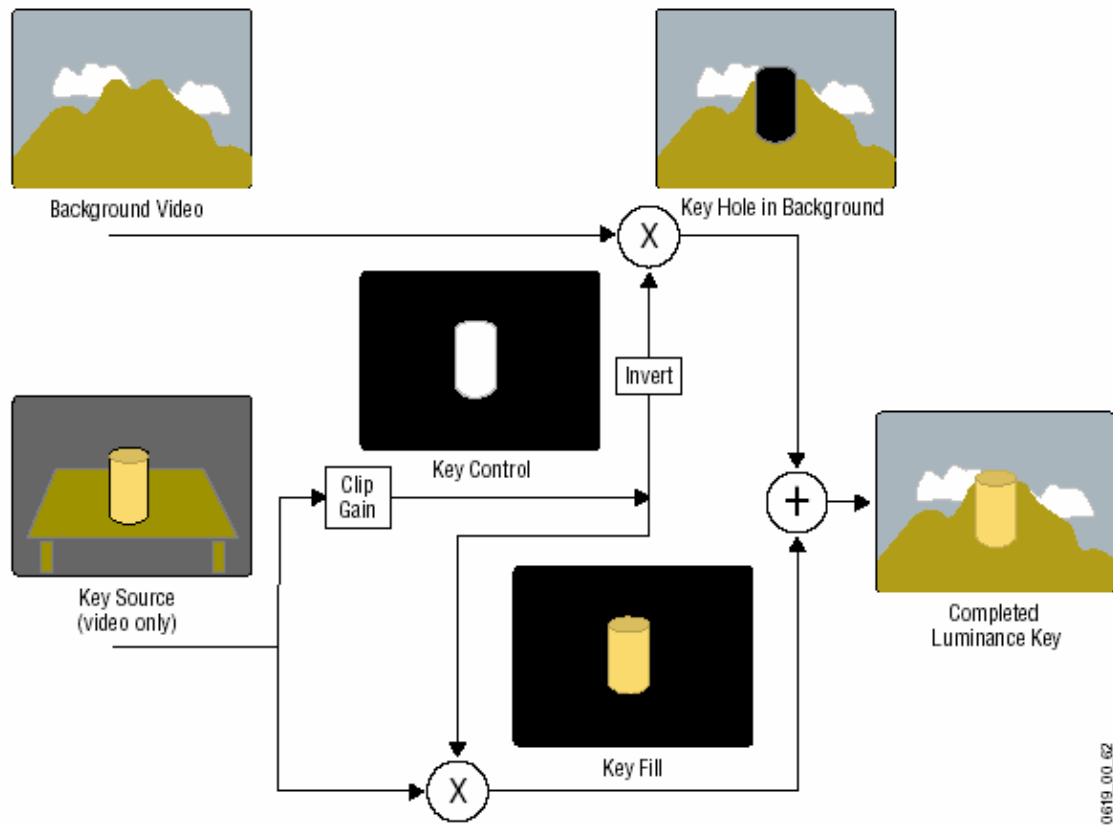 Background Video
Key Hole in Background
X
Key Control
Invert
Key Source
(video only)
Clip
Gain
+
Completed
Luminance Key
Key Fill
X
0619_00_62